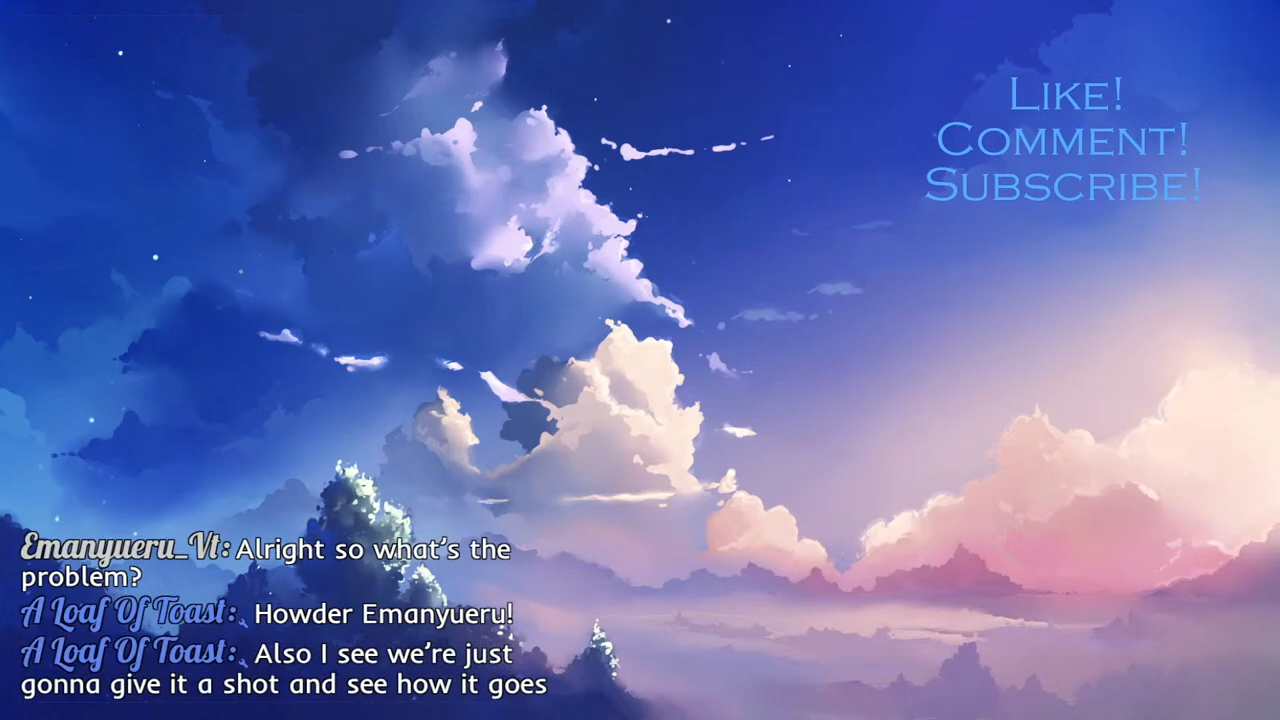 Like!
Comment!
Subscribe!
Emanyueru_Vt: Alright so what's the
problem?
A Loaf Of Toast: Howder Emanyueru!
A Loaf Of Toast: Also I see we're just
gonna give it a shot and see how it goes